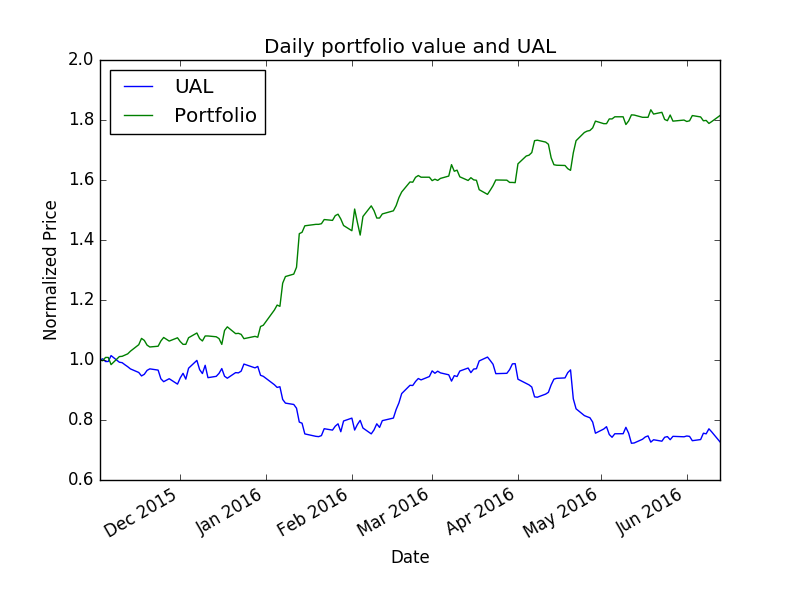 Daily portfolio value and UAL
2.0
1.8
1.6
1.4
1.2
1.0
0.8
0.6
Normalized Price
UAL
Portfolio
Dec 2015
Jan 2016
Feb 2016
Mar 2016
Apr 2016
May 2016
Jun 2016
Date